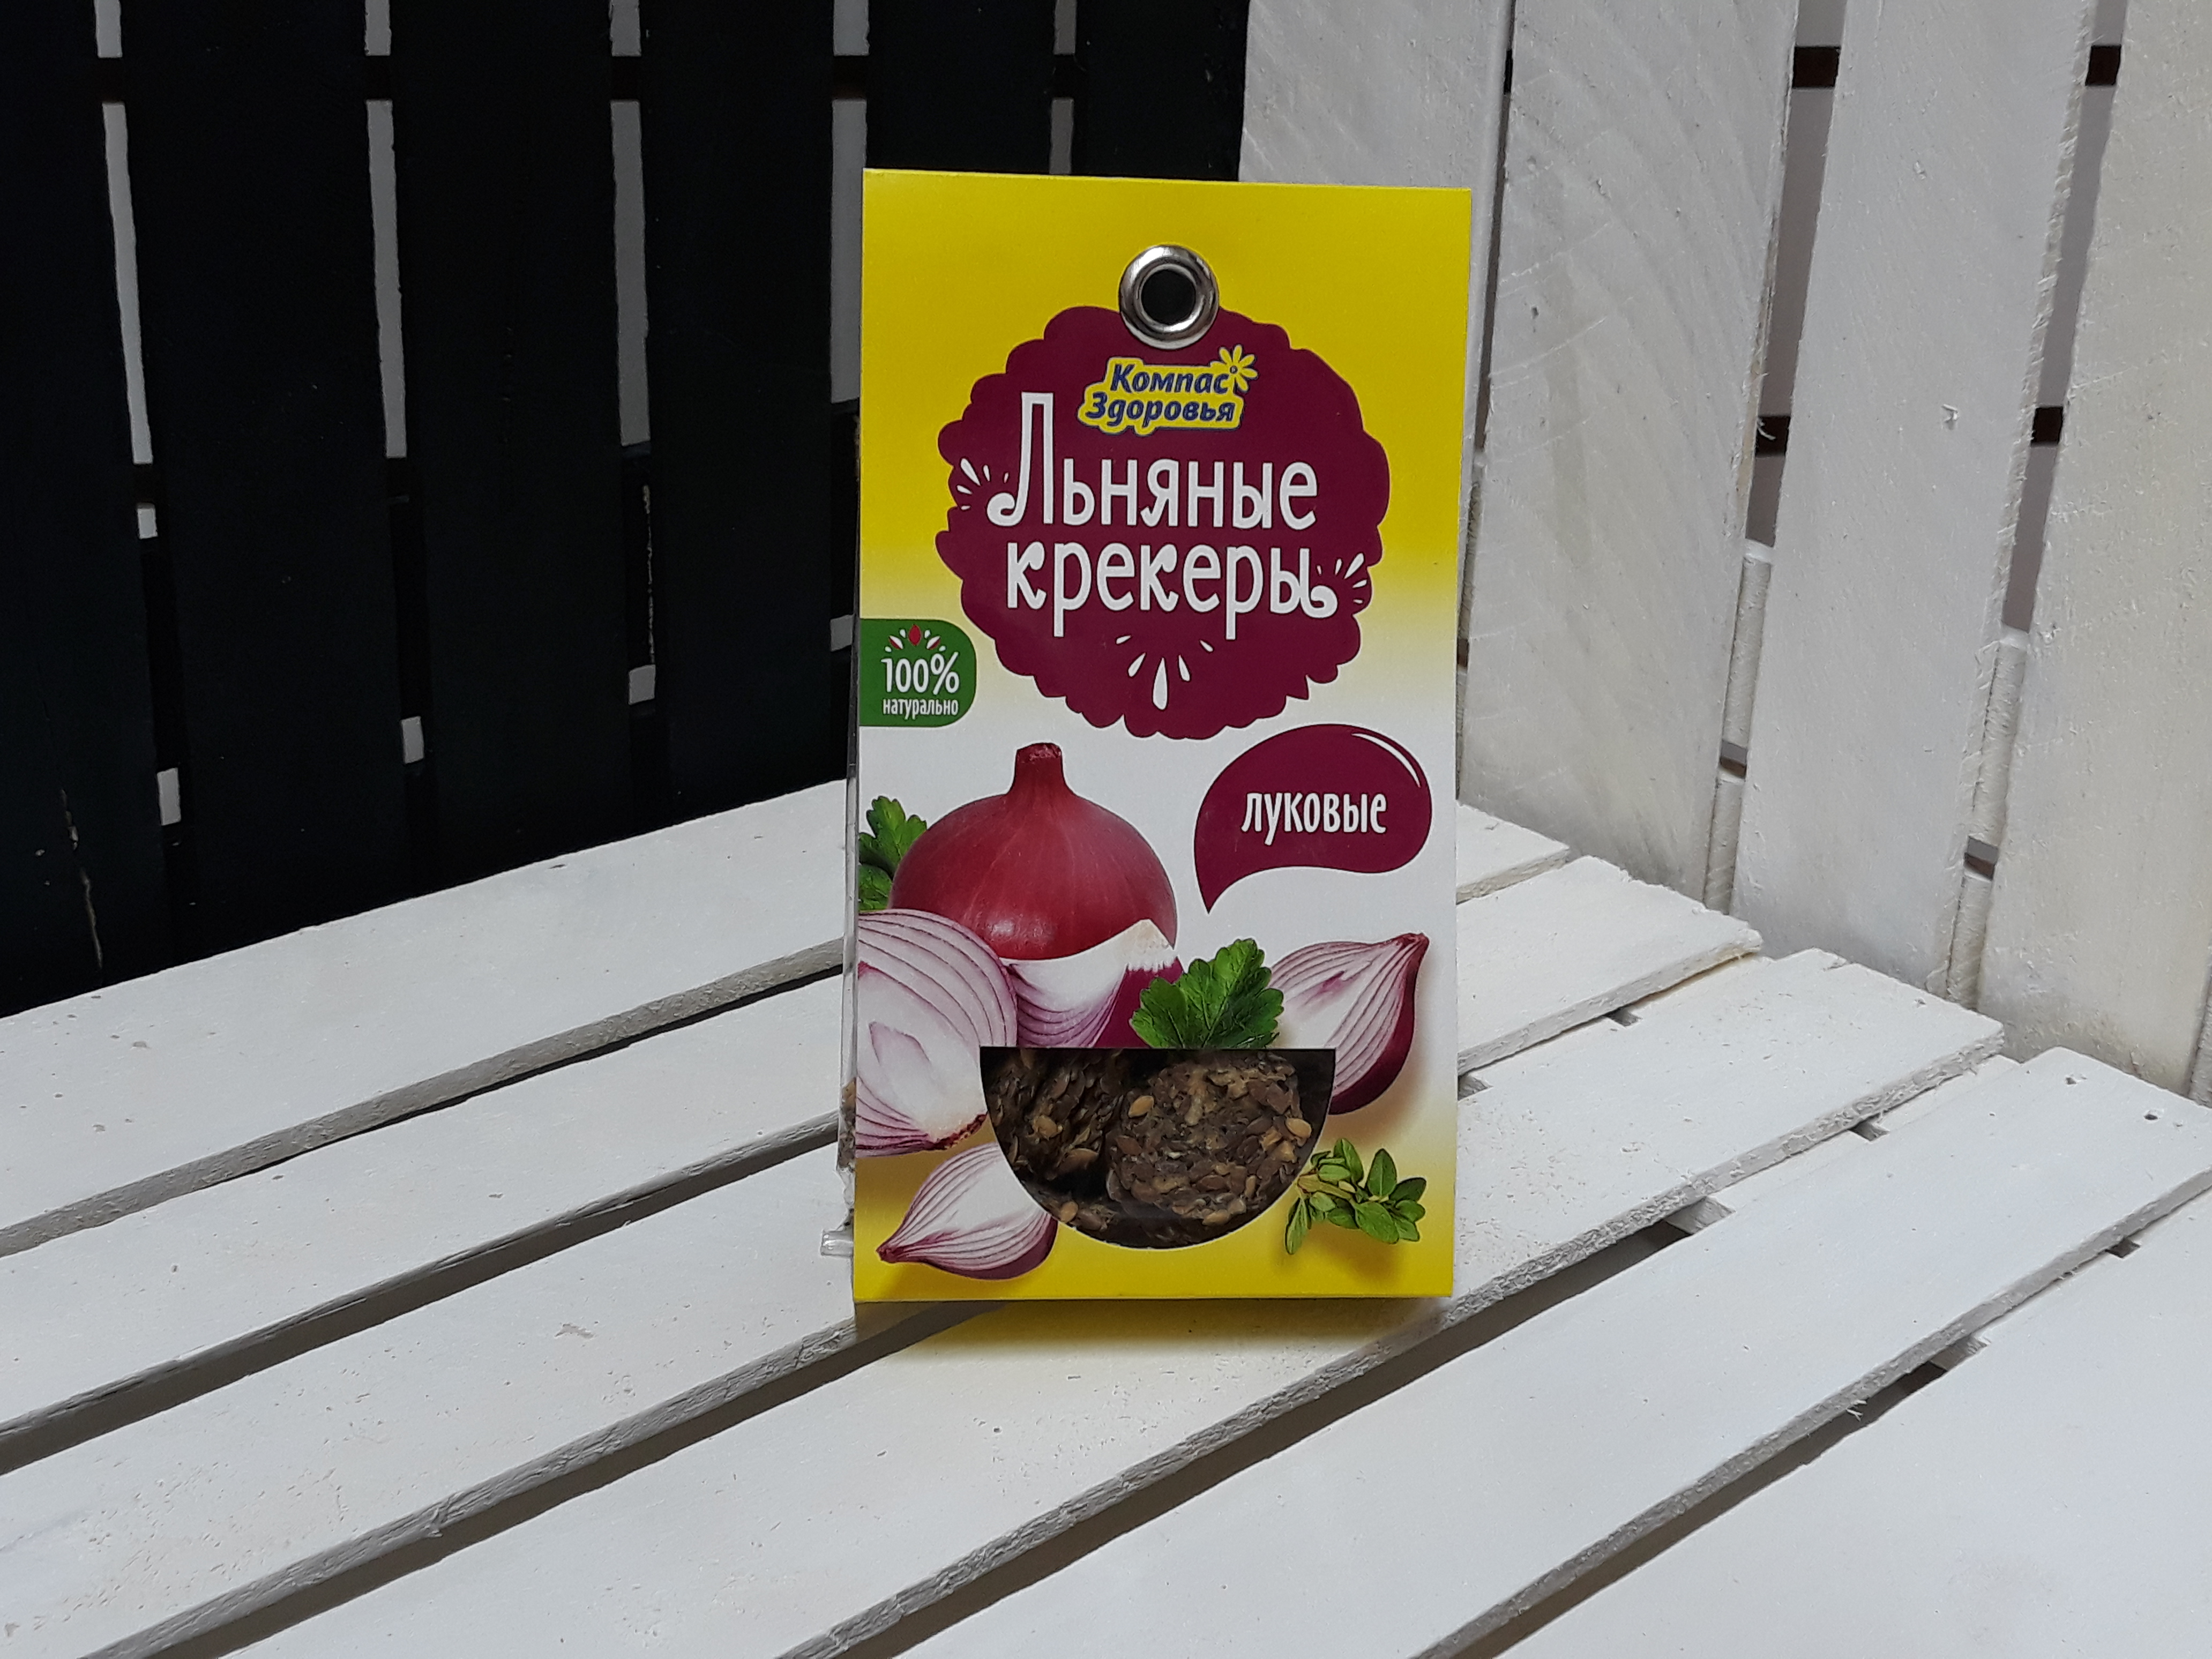 Компас
Здоровья
Льняные
крекеры
100%
натурально
луковые